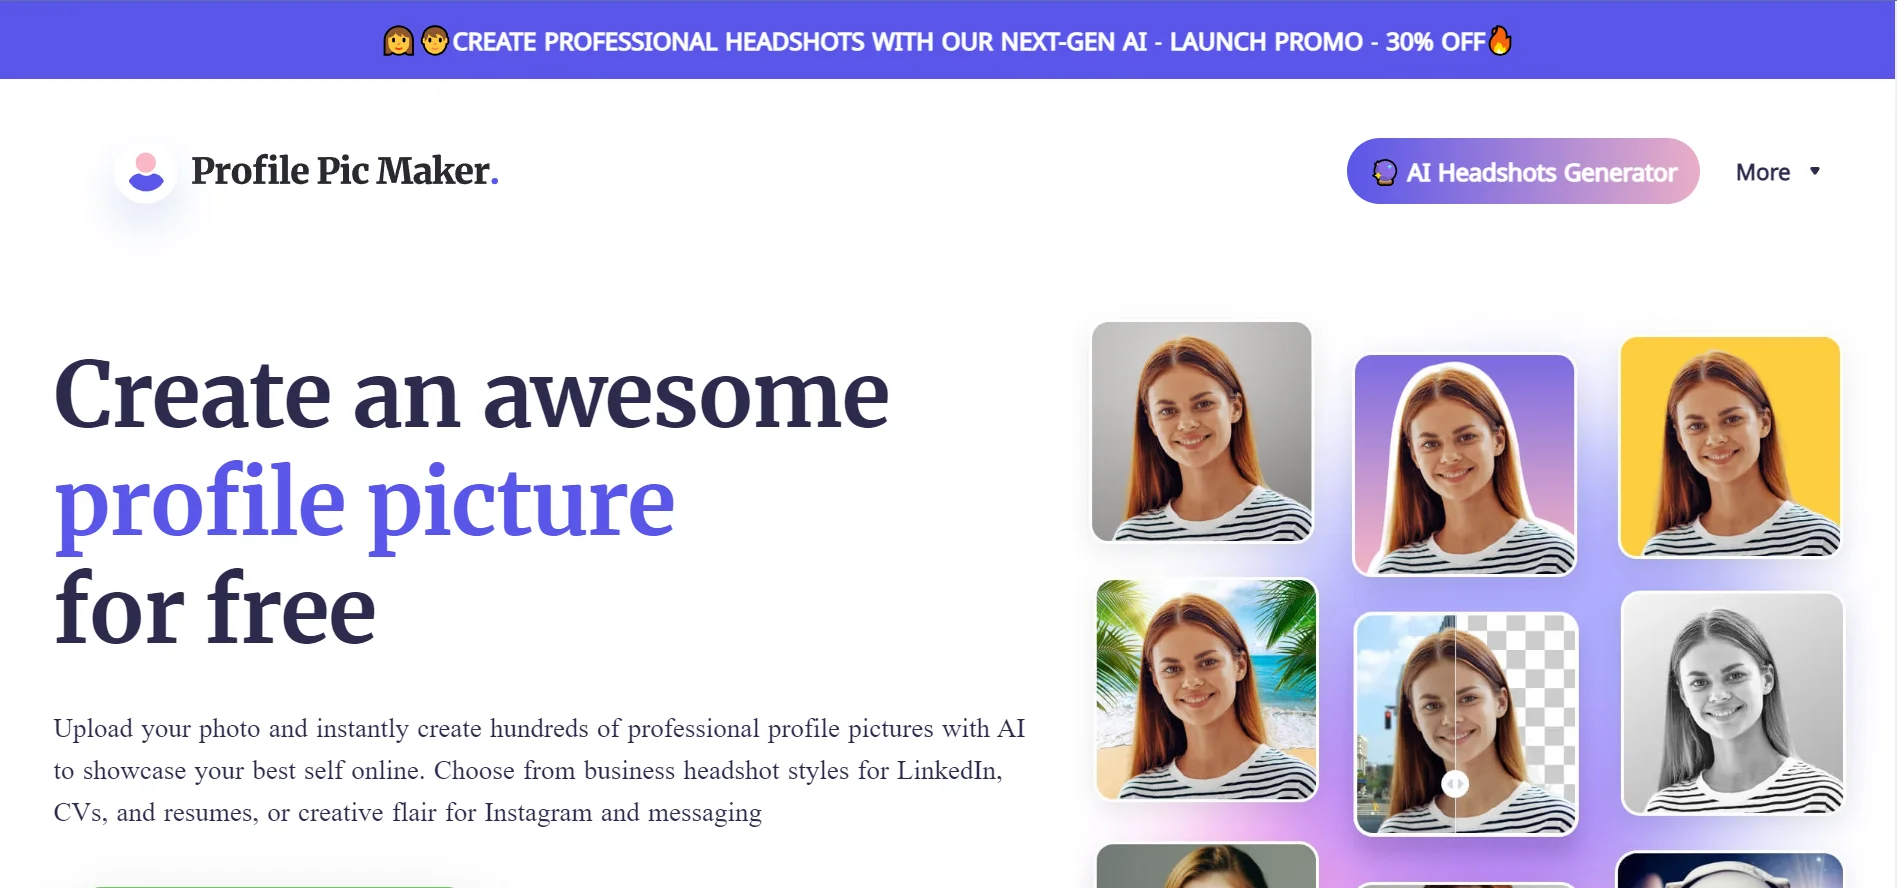 CREATE PROFESSIONAL HEADSHOTS WITH OUR NEXT-GEN AI - LAUNCH PROMO - 30% OFF
Profile Pic Maker.
AI Headshots Generator
More
Create an awesome
profile picture
for free
Upload your photo and instantly create hundreds of professional profile pictures with AI
to showcase your best self online. Choose from business headshot styles for LinkedIn,
CVs, and resumes, or creative flair for Instagram and messaging